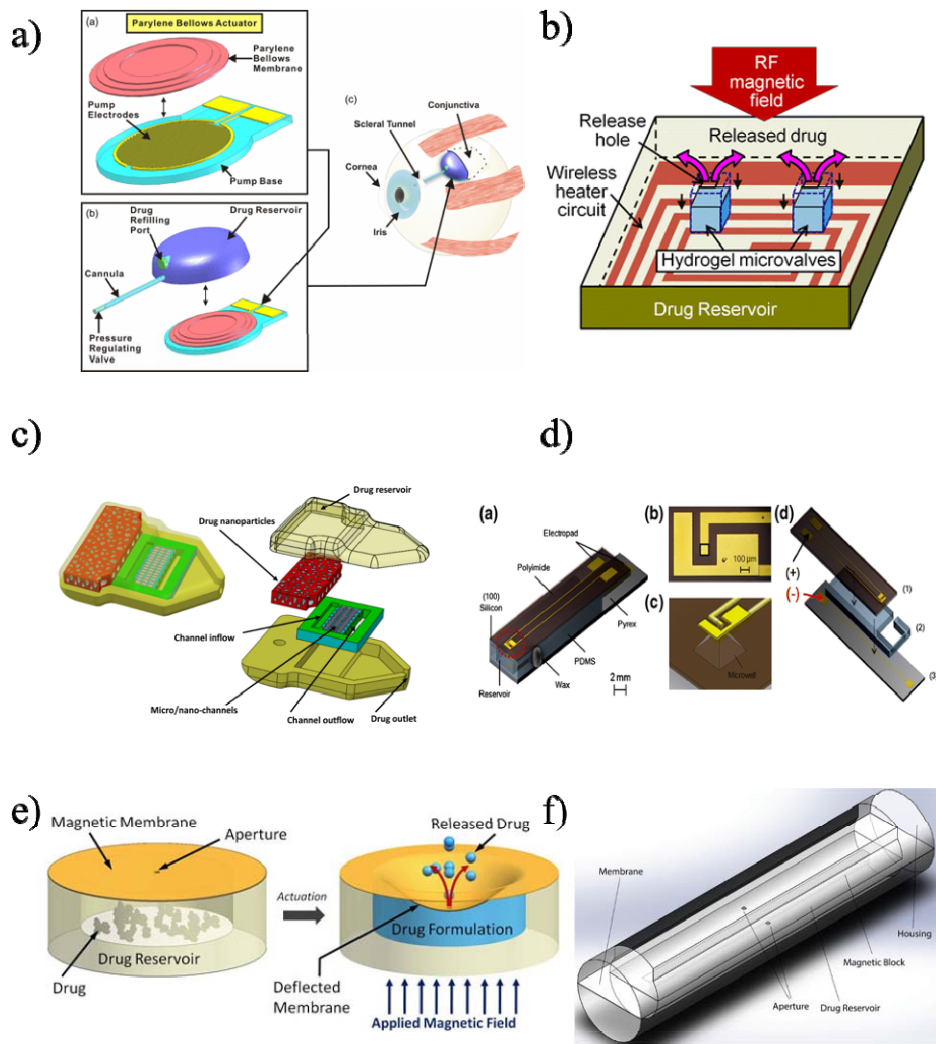 a)
Parylene Bellows Actuator
(a)
Parylene
Bellows
Membrane
Pump
Electrodes
Pump Base
(b)
Drug
Refilling
Port
Drug Reservoir
Cannula
Pressure
Regulating
Valve
(c)
Conjunctiva
Scleral Tunnel
Cornea
Iris
b)
RF
magnetic
field
Release
hole
Released drug
Wireless
heater
circuit
Hydrogel microvalves
Drug Reservoir
c)
Drug reservoir
Drug nanoparticles
Channel inflow
Micro/nano-channels
Channel outflow
Drug outlet
d)
(a)
Electropad
Polyimide
(100)
Silicon
Pyrex
PDMS
Wax
Reservoir
2 mm
(b)
100 µm
(c)
Microwell
(d)
(+)
(-)
(1)
(2)
(3
e)
Magnetic Membrane
Aperture
Released Drug
Actuation
Drug Formulation
Drug Reservoir
Drug
Deflected
Membrane
Applied Magnetic Field
f)
Membrane
Housing
Magnetic Block
Drug Reservoir
Aperture